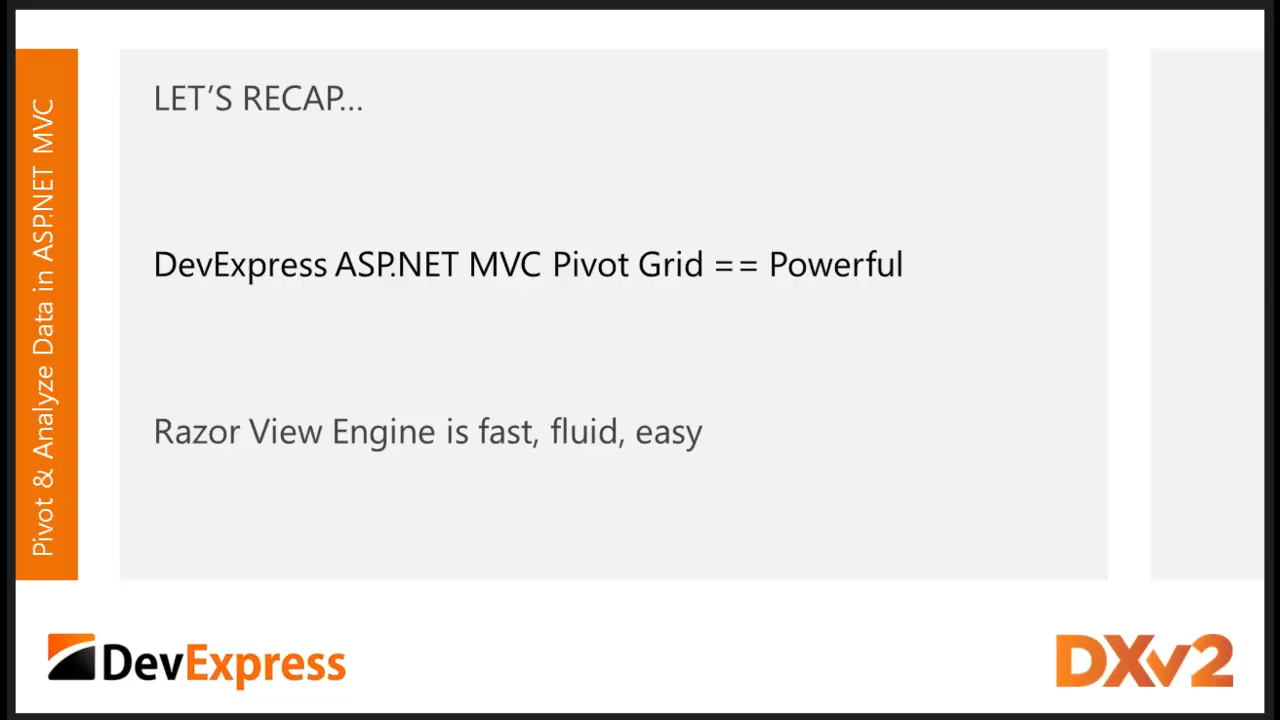 Pivot & Analyze Data in ASP.NET MVC
LET’S RECAP...
DevExpress ASP.NET MVC Pivot Grid == Powerful
Razor View Engine is fast, fluid, easy
DevExpress
DXv2